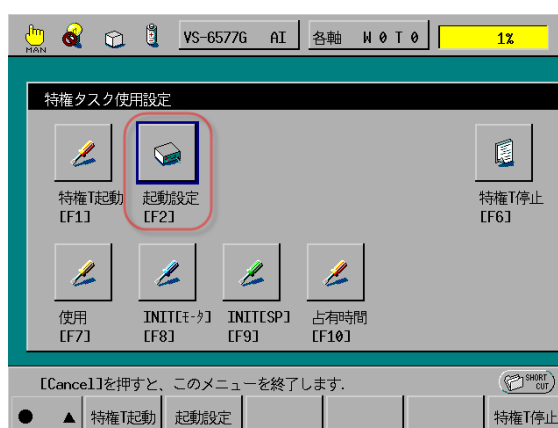 MAN
VS-6577G AI 各軸 W 0 T 0 1%
特権タスク使用設定
特権T起動 起動設定 特権T停止
[F1] [F2] [F6]
使用 INIT[ﾓｰﾀ] INIT[SP] 占有時間
[F7] [F8] [F9] [F10]
[Cancel]を押すと、このメニューを終了します.
SHORT
CUT
特権T起動 起動設定 特権T停止